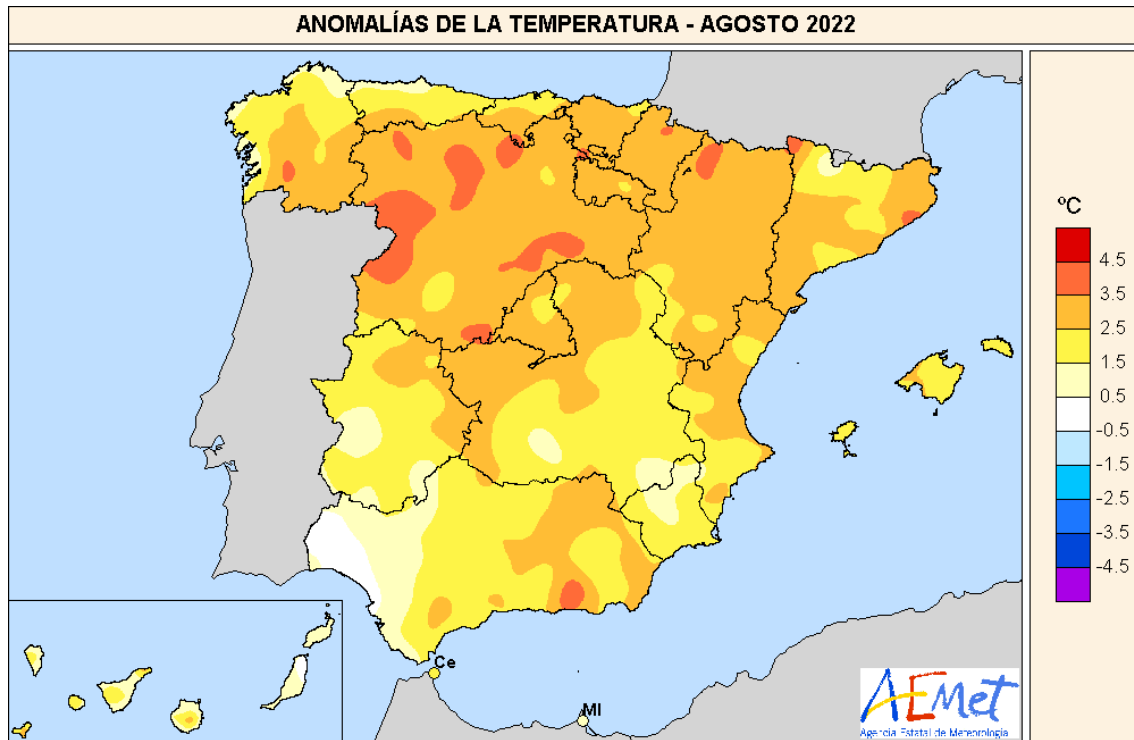 ANOMALÍAS DE LA TEMPERATURA - AGOSTO 2022
ºC
4.5
3.5
2.5
1.5
0.5
-0.5
-1.5
-2.5
-3.5
-4.5
Ce
Ml
AEMet
Agencia Estatal de Meteorología